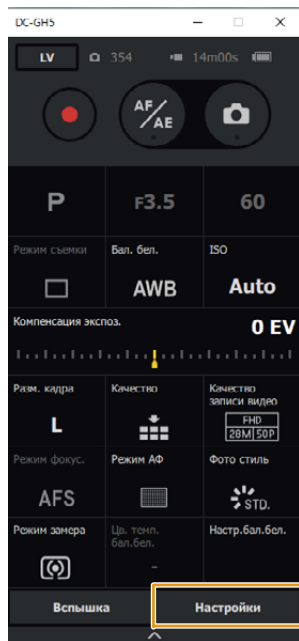 DC-GH5
LV 354 14m00s
AF/AE
P F3.5 60
Режим съемки Бал. бел. ISO
AWB Auto
Компенсация экспоз. 0 EV
Разм. кадра Качество Качество
записи видео
L FHD
28M 50P
Режим фокус. Режим АФ Фото стиль
AFS STD.
Режим замера Цв. темп. Настр.бал.бел.
бал.бел.
–
Вспышка Настройки